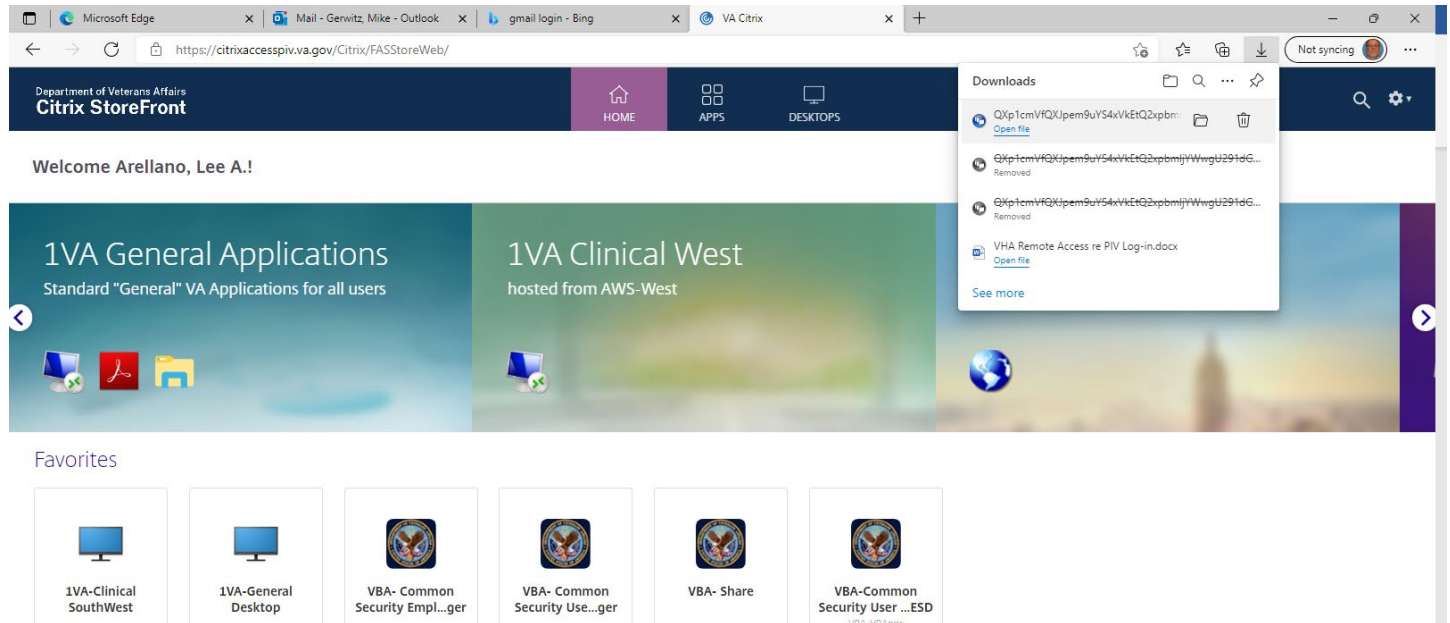 Microsoft Edge
Mail - Gerwitz, Mike - Outlook
gmail login - Bing
VA Citrix
https://citrixaccesspiv.va.gov/Citrix/FASStoreWeb/
Not syncing
Department of Veterans Affairs
Citrix StoreFront
HOME
APPS
DESKTOPS
Downloads
QXp1cmVfQXJpem9uYS4xVkEtQ2xpbm
Open file
QXp1cmVfQXJpem9uYS4xVkEtQ2xpbmljYWwgU291dG...
Removed
QXp1cmVfQXJpem9uYS4xVkEtQ2xpbmljYWwgU291dG...
Removed
VHA Remote Access re PIV Log-in.docx
Open file
See more
Welcome Arellano, Lee A.!
1VA General Applications
Standard "General" VA Applications for all users
1VA Clinical West
hosted from AWS-West
Favorites
1VA-Clinical
SouthWest
1VA-General
Desktop
VBA- Common
Security Empl...ger
VBA- Common
Security Use...ger
VBA- Share
VBA-Common
Security User ...ESD